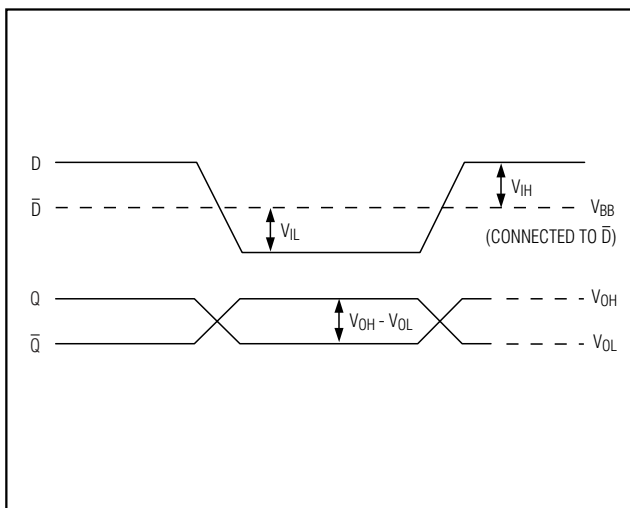 D
V_IH
D̅
V_BB
V_IL
(CONNECTED TO D̅)
Q
V_OH - V_OL
V_OH
Q̅
V_OL